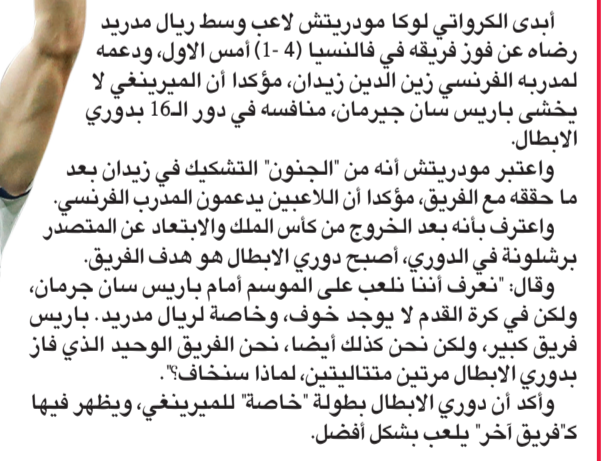 أبدى الكرواتي لوكا مودريتش لاعب وسط ريال مدريد
رضاه عن فوز فريقه في فالنسيا (4 -1) أمس الاول، ودعمه
لمدربه الفرنسي زين الدين زيدان، مؤكدا أن الميرينغي لا
يخشى باريس سان جيرمان، منافسه في دور الـ16 بدوري
الابطال.
واعتبر مودريتش أنه من "الجنون" التشكيك في زيدان بعد
ما حققه مع الفريق، مؤكدا أن اللاعبين يدعمون المدرب الفرنسي.
واعترف بأنه بعد الخروج من كأس الملك والابتعاد عن المتصدر
برشلونة في الدوري، أصبح دوري الابطال هو هدف الفريق.
وقال: "نعرف أننا نلعب على الموسم أمام باريس سان جرمان،
ولكن في كرة القدم لا يوجد خوف، وخاصة لريال مدريد. باريس
فريق كبير، ولكن نحن كذلك أيضا، نحن الفريق الوحيد الذي فاز
بدوري الابطال مرتين متتاليتين، لماذا سنخاف؟".
وأكد أن دوري الابطال بطولة "خاصة" للميرينغي، ويظهر فيها
كـ"فريق آخر" يلعب بشكل أفضل.